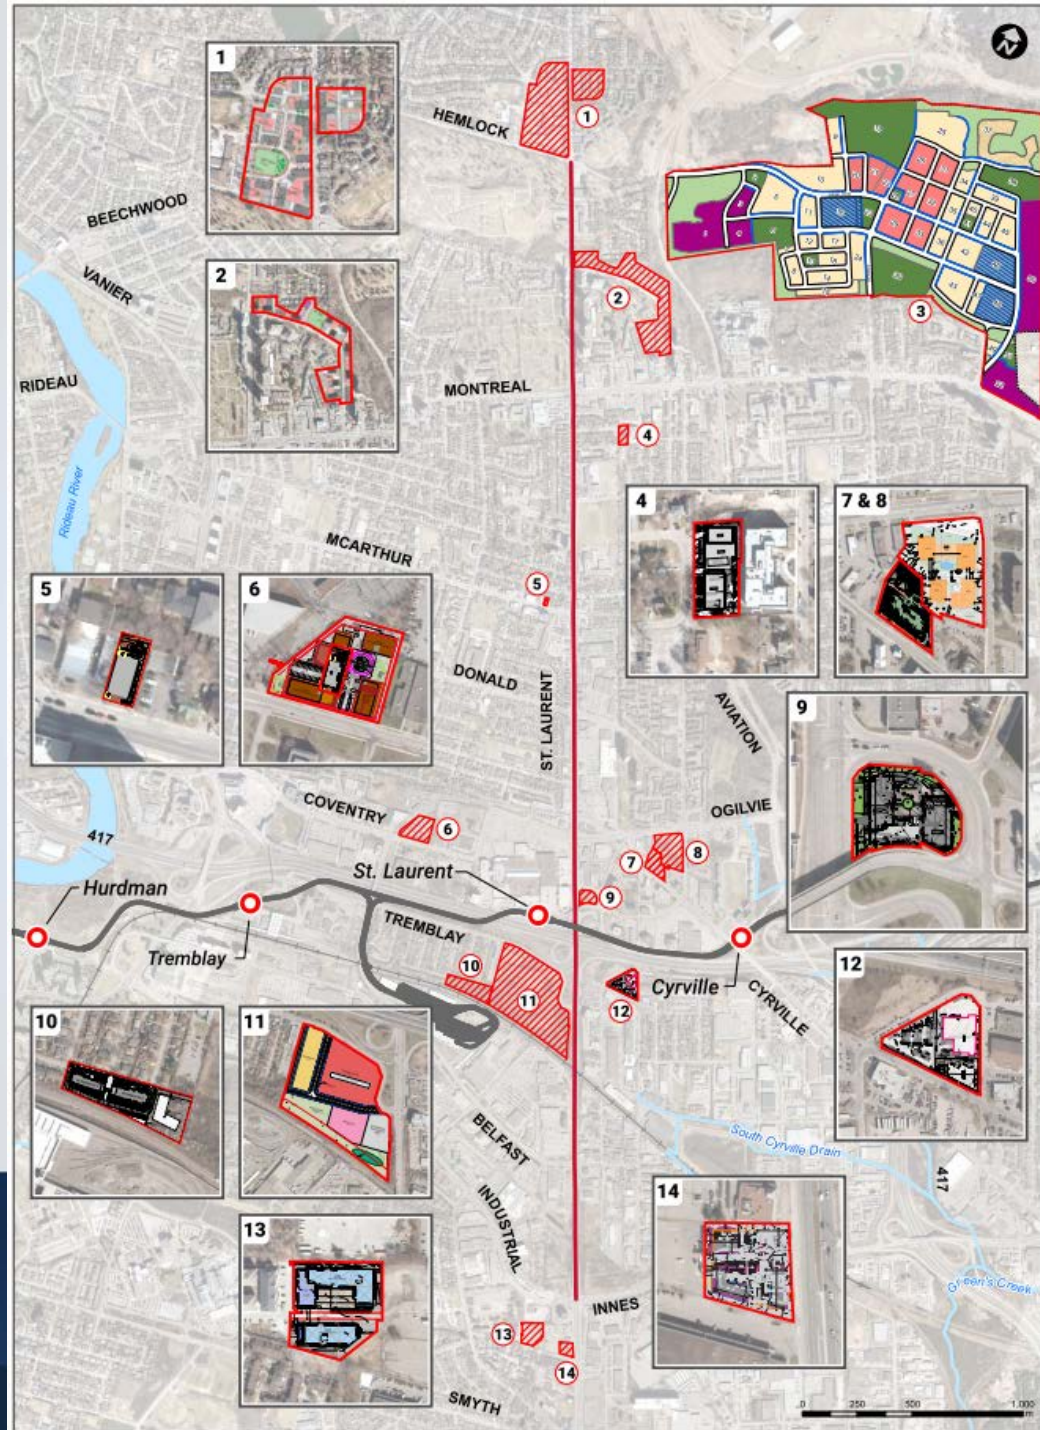 1
N
HEMLOCK
1
BEECHWOOD
VANIER
2
2
3
RIDEAU
MONTREAL
4
Rideau River
4
7 & 8
MCARTHUR
5
6
5
DONALD
ST. LAURENT
AVIATION
9
COVENTRY
OGILVIE
6
417
7
8
St. Laurent
Hurdman
9
TREMBLAY
Tremblay
10
11
12
Cyrville
CYRVILLE
12
10
11
BELFAST
South Cyrville Drain
417
INDUSTRIAL
14
13
Green's Creek
INNES
13
14
SMYTH
0 250 500 1,000
m